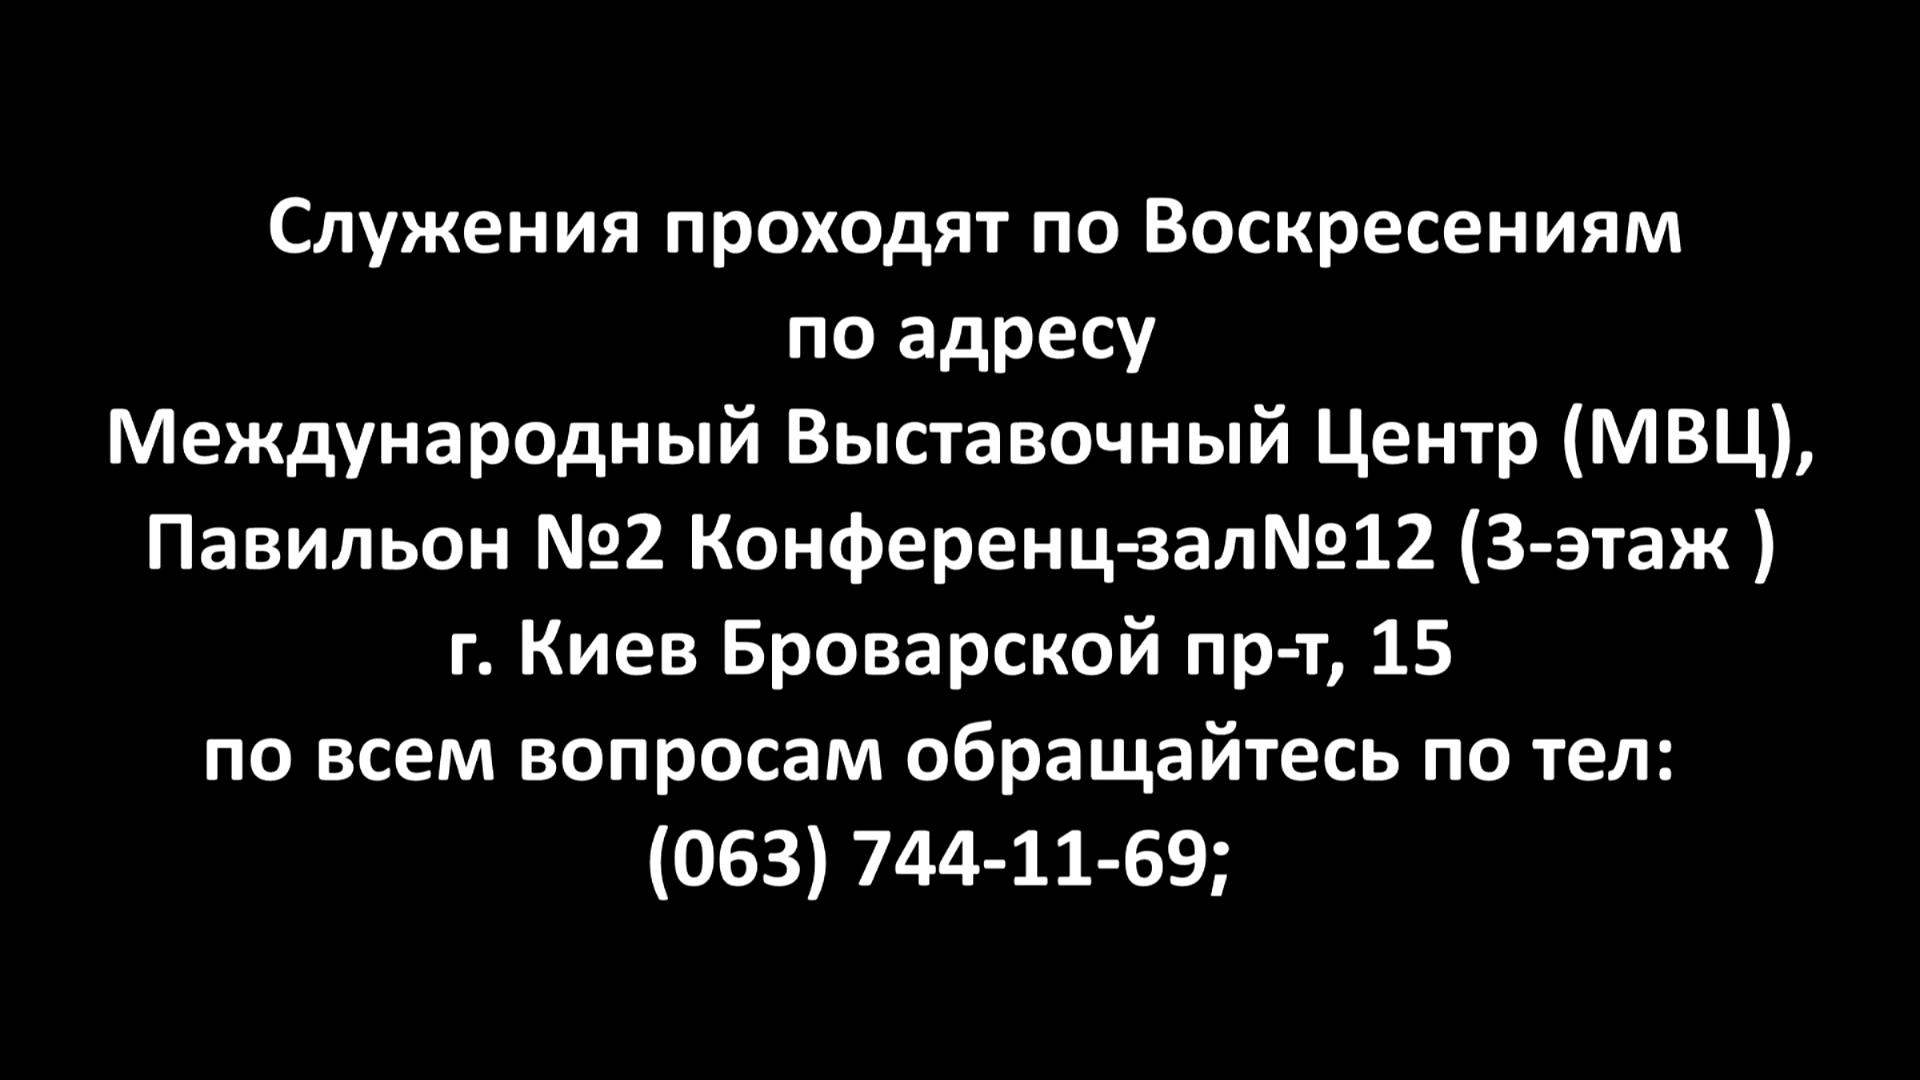 Служения проходят по Воскресениям
по адресу
Международный Выставочный Центр (МВЦ),
Павильон №2 Конференц-зал№12 (3-этаж )
г. Киев Броварской пр-т, 15
по всем вопросам обращайтесь по тел:
(063) 744-11-69;